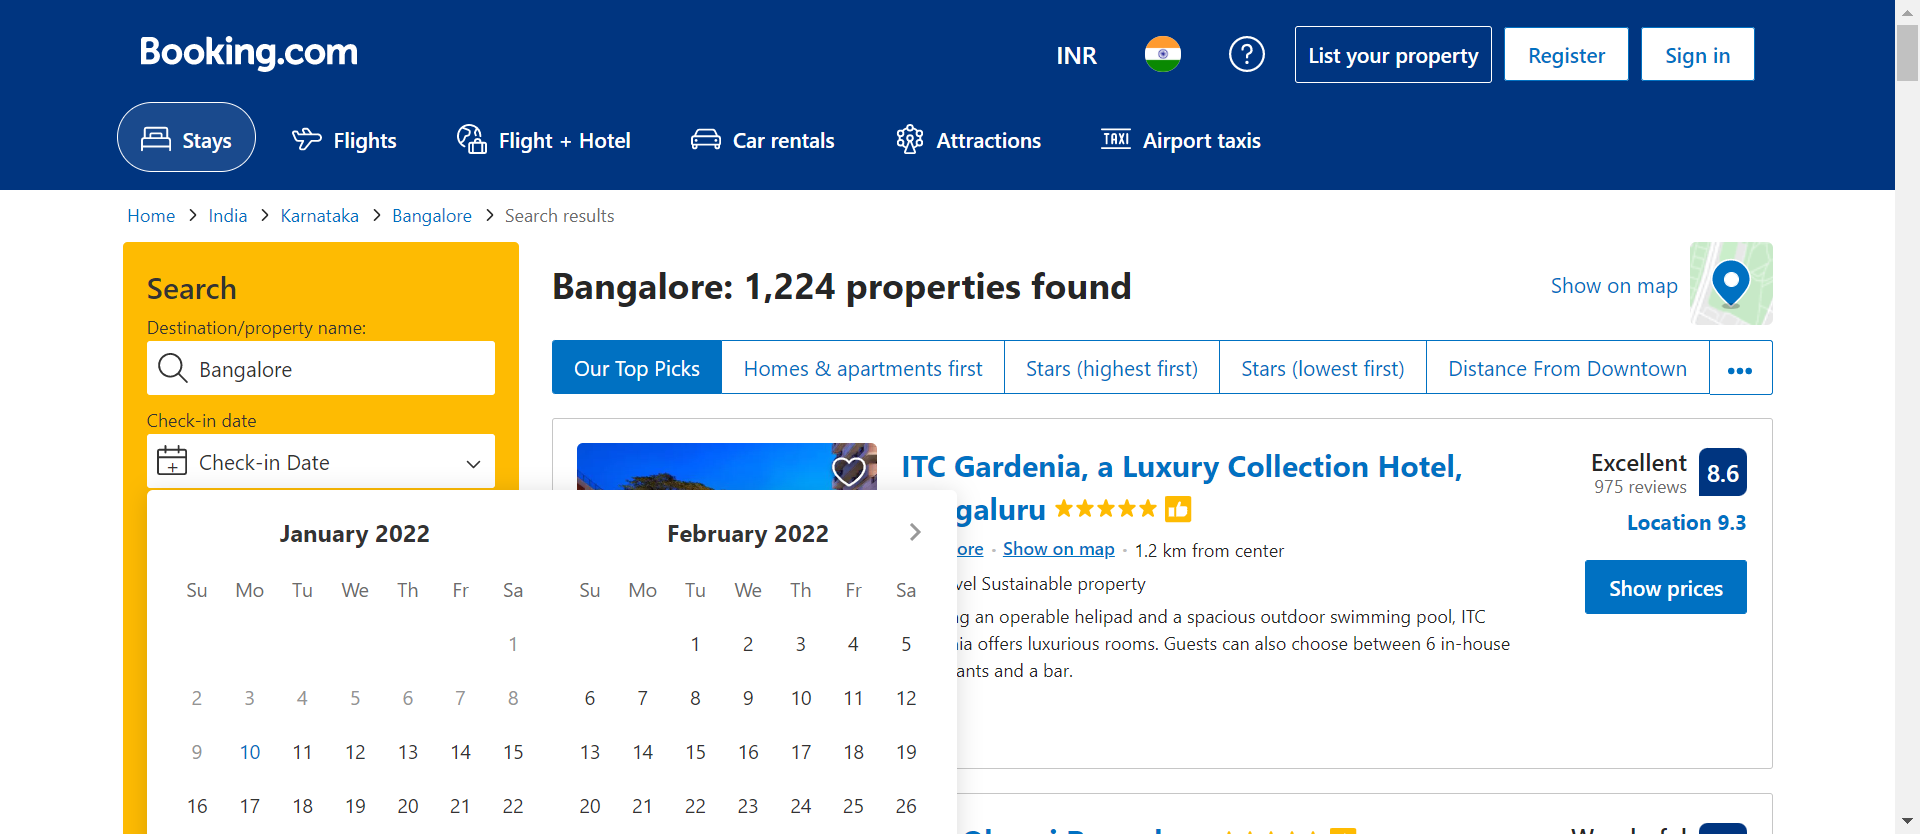 Booking.com
INR
List your property
Register
Sign in
Stays
Flights
Flight + Hotel
Car rentals
Attractions
TAXI
Airport taxis
Home > India > Karnataka > Bangalore > Search results
Search
Destination/property name:
Bangalore
Check-in date
Check-in Date
January 2022
Su Mo Tu We Th Fr Sa
1
2 3 4 5 6 7 8
9 10 11 12 13 14 15
16 17 18 19 20 21 22
February 2022
Su Mo Tu We Th Fr Sa
1 2 3 4 5
6 7 8 9 10 11 12
13 14 15 16 17 18 19
20 21 22 23 24 25 26
Bangalore: 1,224 properties found
Show on map
Our Top Picks
Homes & apartments first
Stars (highest first)
Stars (lowest first)
Distance From Downtown
ITC Gardenia, a Luxury Collection Hotel,
galuru
ore · Show on map · 1.2 km from center
vel Sustainable property
g an operable helipad and a spacious outdoor swimming pool, ITC
ia offers luxurious rooms. Guests can also choose between 6 in-house
ants and a bar.
Excellent
975 reviews
8.6
Location 9.3
Show prices